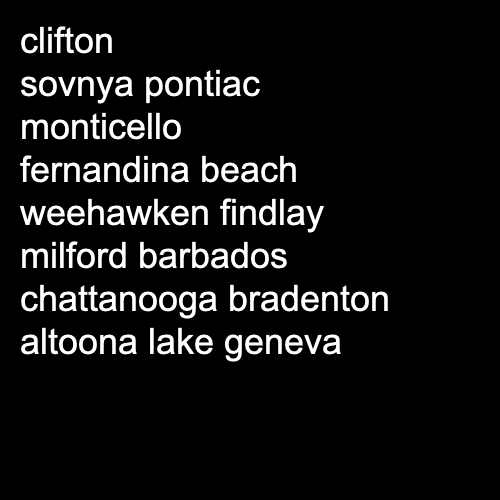 clifton
sovnya pontiac
monticello
fernandina beach
weehawken findlay
milford barbados
chattanooga bradenton
altoona lake geneva